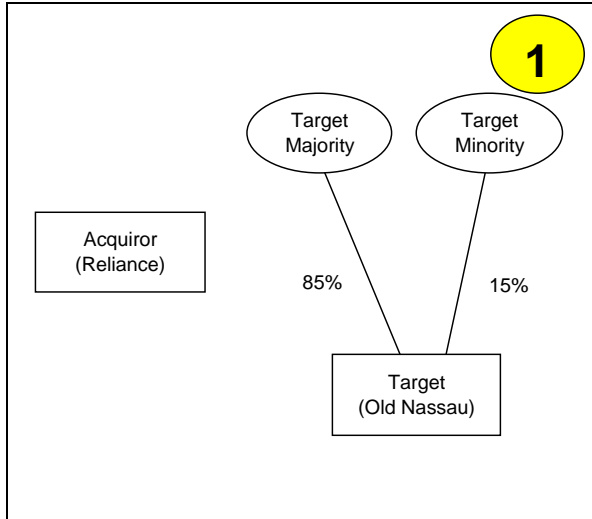 1
Target
Majority
Target
Minority
Acquiror
(Reliance)
85%
15%
Target
(Old Nassau)